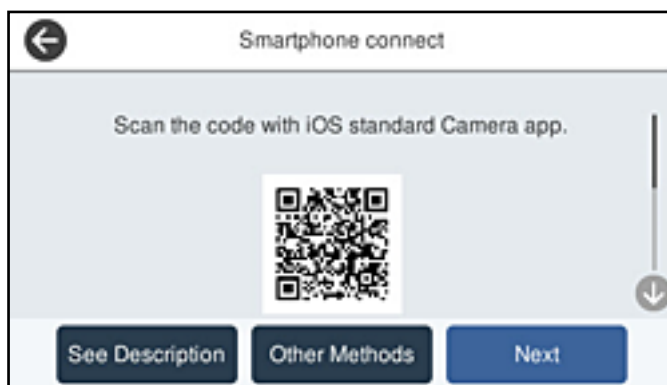 Smartphone connect
Scan the code with iOS standard Camera app.
See Description
Other Methods
Next